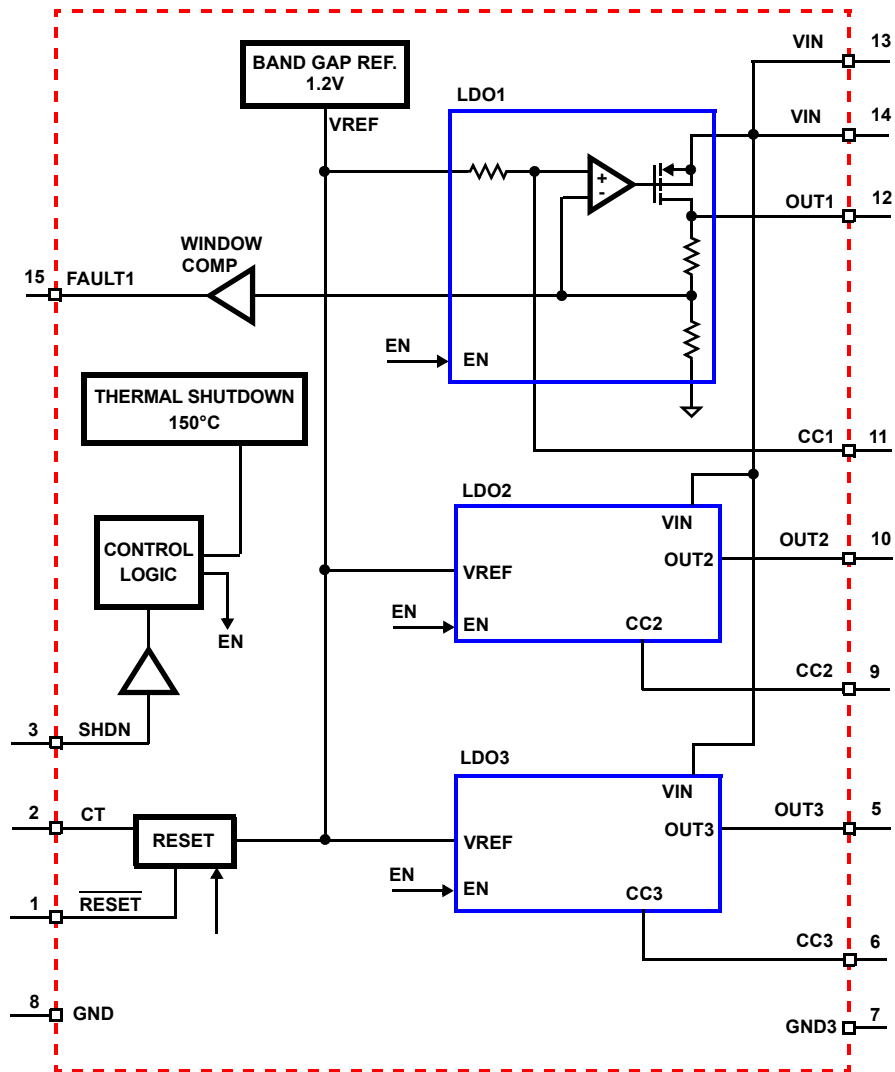 VIN 13
BAND GAP REF.
1.2V
LDO1
VREF
VIN 14
+
-
OUT1 12
WINDOW
COMP
15 FAULT1
EN
EN
THERMAL SHUTDOWN
150°C
CC1 11
LDO2
VIN
CONTROL
LOGIC
VREF
OUT2
OUT2 10
EN
EN
EN
CC2
CC2 9
3 SHDN
LDO3
VIN
2 CT
RESET
VREF
OUT3
OUT3 5
EN
EN
CC3
1 RESET
CC3 6
8 GND
GND3 7